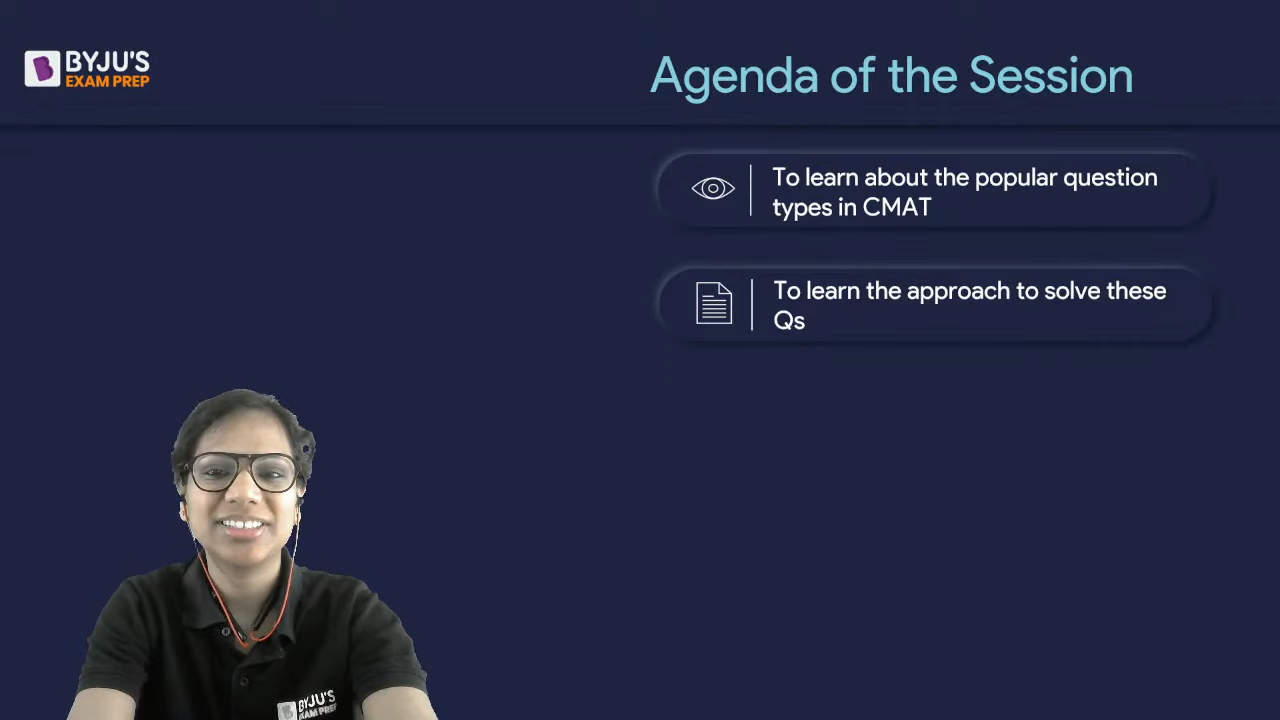 BYJU'S
EXAM PREP
Agenda of the Session
To learn about the popular question
types in CMAT
To learn the approach to solve these
Qs
BYJU'S
EXAM PREP